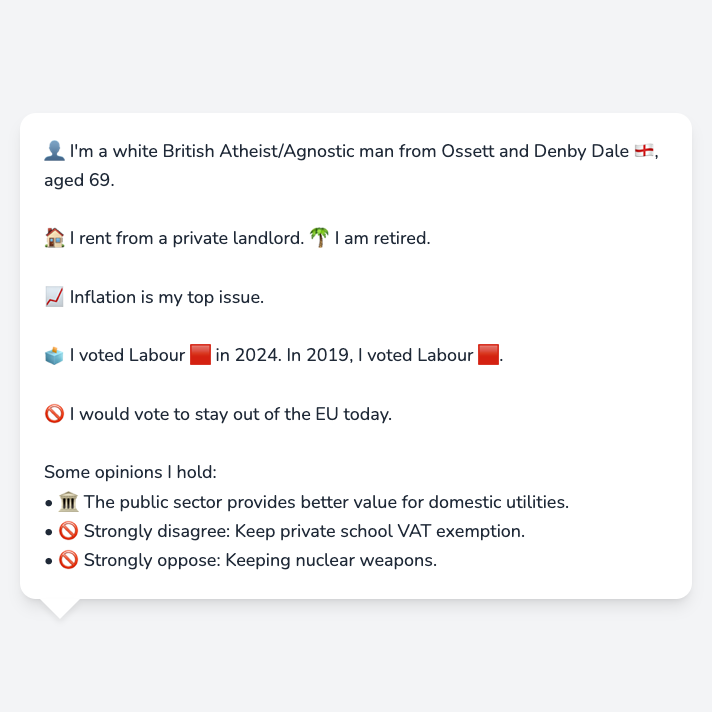 👤 I'm a white British Atheist/Agnostic man from Ossett and Denby Dale 🏴󠁧󠁢󠁥󠁮󠁧󠁿,
aged 69.
🏠 I rent from a private landlord. 🌴 I am retired.
📈 Inflation is my top issue.
🗳️ I voted Labour 🟥 in 2024. In 2019, I voted Labour 🟥.
🚫 I would vote to stay out of the EU today.
Some opinions I hold:
• 🏛️ The public sector provides better value for domestic utilities.
• 🚫 Strongly disagree: Keep private school VAT exemption.
• 🚫 Strongly oppose: Keeping nuclear weapons.